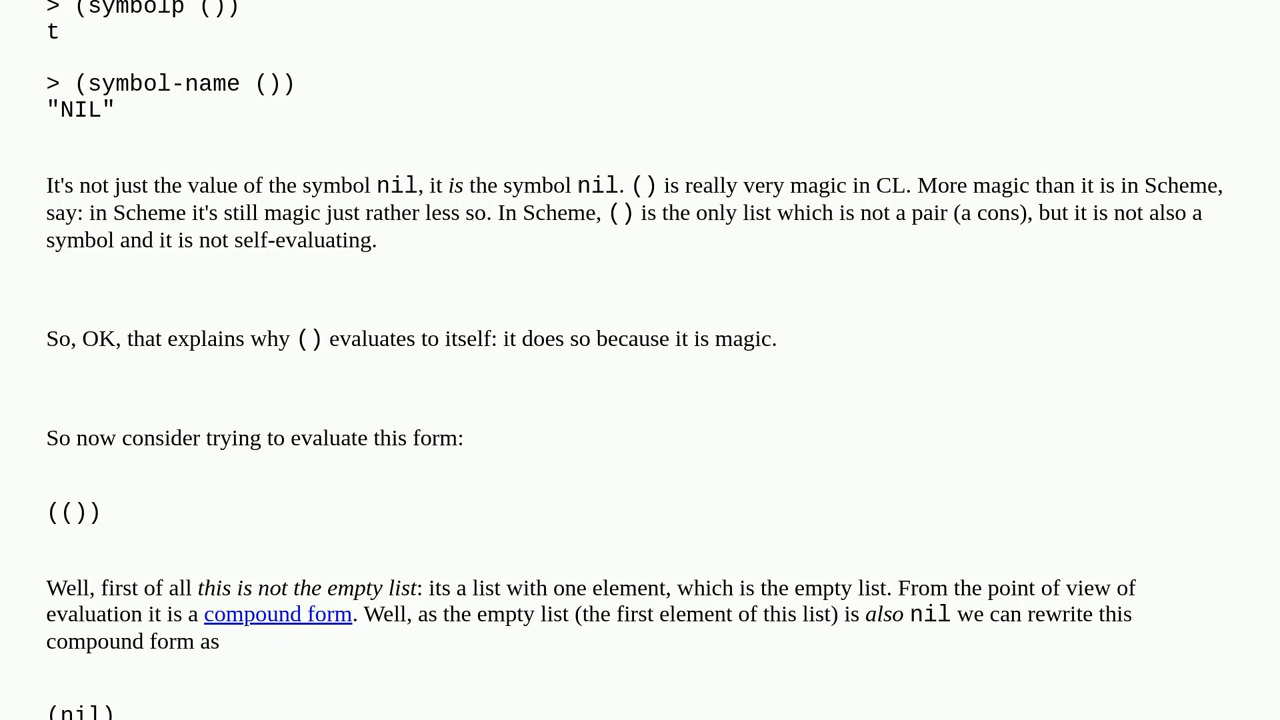 > (symbolp ())
t
> (symbol-name ())
"NIL"
It's not just the value of the symbol nil, it is the symbol nil. () is really very magic in CL. More magic than it is in Scheme,
say: in Scheme it's still magic just rather less so. In Scheme, () is the only list which is not a pair (a cons), but it is not also a
symbol and it is not self-evaluating.
So, OK, that explains why () evaluates to itself: it does so because it is magic.
So now consider trying to evaluate this form:
(())
Well, first of all this is not the empty list: its a list with one element, which is the empty list. From the point of view of
evaluation it is a compound form. Well, as the empty list (the first element of this list) is also nil we can rewrite this
compound form as
(nil)